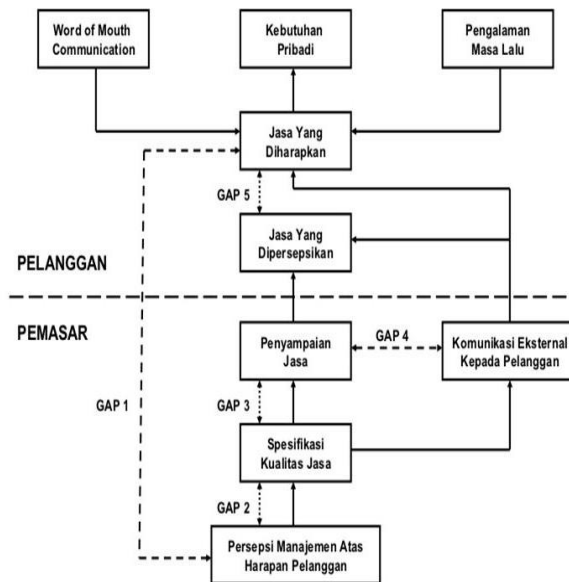 Word of Mouth
Communication
Kebutuhan
Pribadi
Pengalaman
Masa Lalu
Jasa Yang
Diharapkan
GAP 5
Jasa Yang
Dipersepsikan
PELANGGAN
PEMASAR
Penyampaian
Jasa
GAP 4
Komunikasi Eksternal
Kepada Pelanggan
GAP 1
GAP 3
Spesifikasi
Kualitas Jasa
GAP 2
Persepsi Manajemen Atas
Harapan Pelanggan